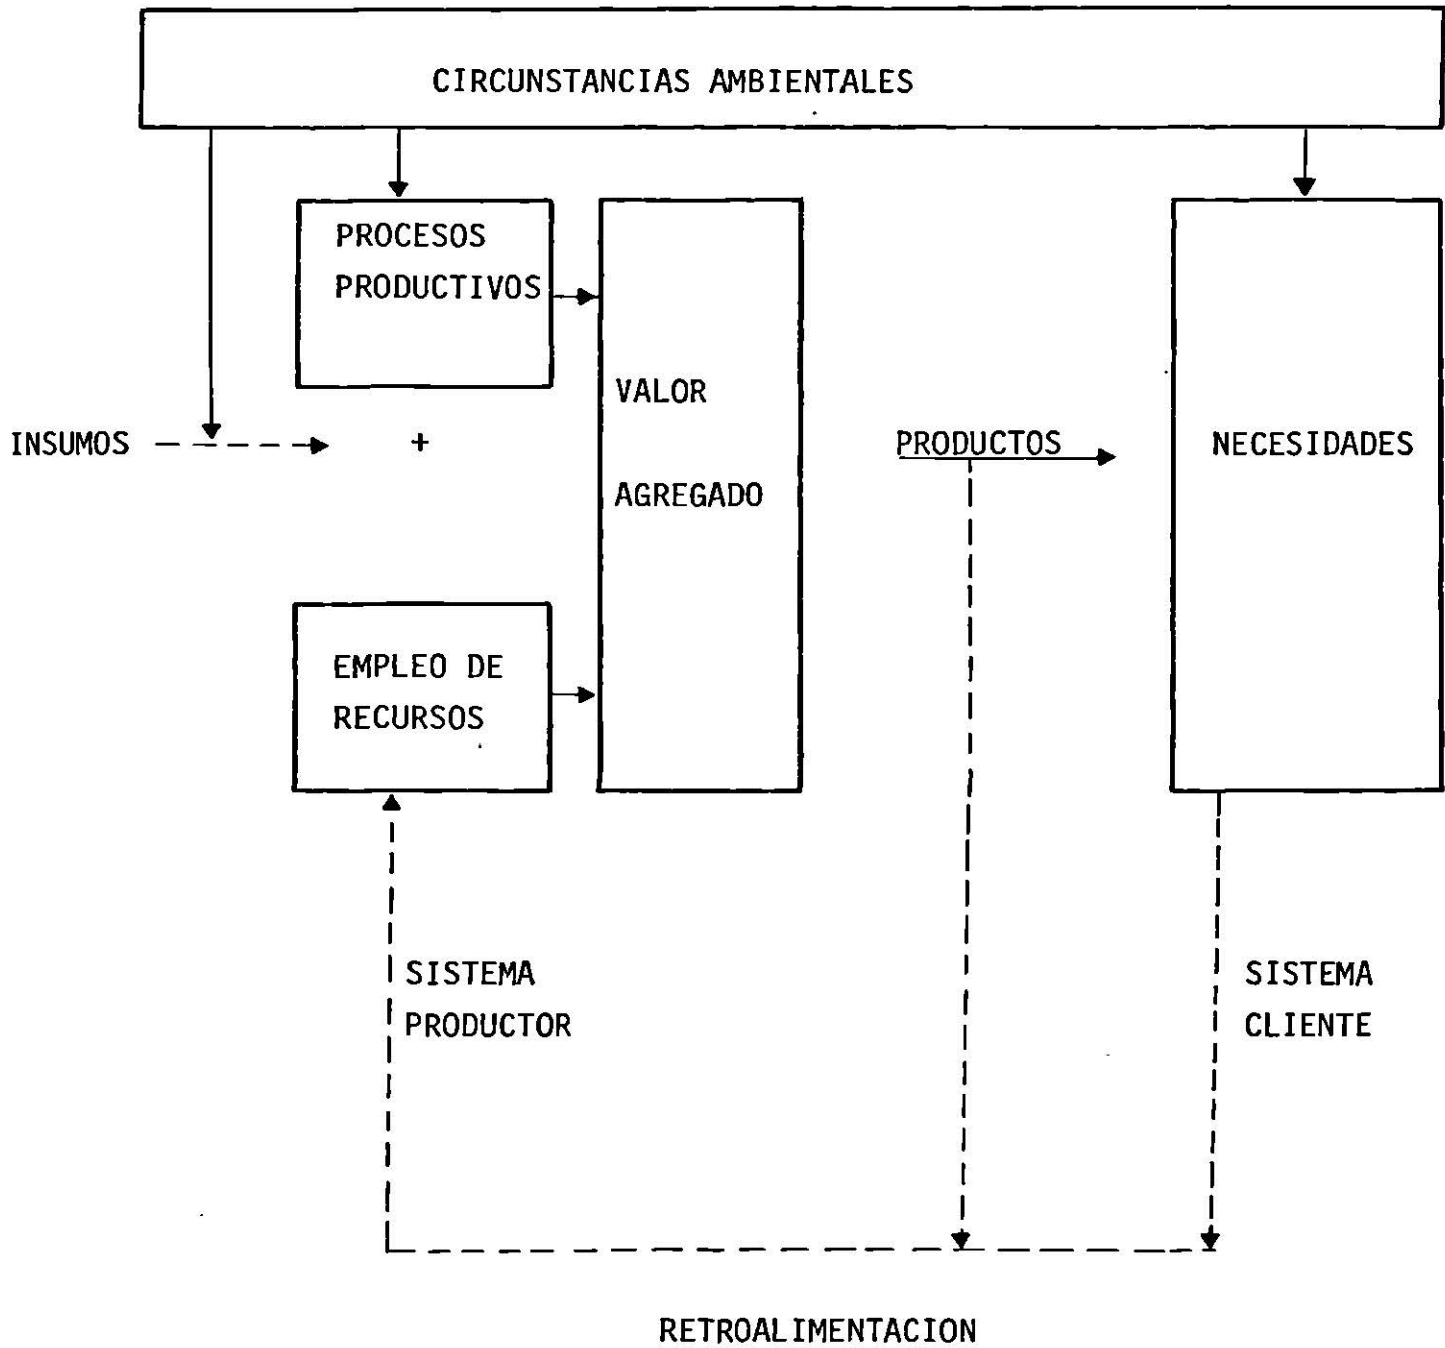 CIRCUNSTANCIAS AMBIENTALES
PROCESOS
PRODUCTIVOS
VALOR
AGREGADO
INSUMOS
+
PRODUCTOS
NECESIDADES
EMPLEO DE
RECURSOS
SISTEMA
PRODUCTOR
SISTEMA
CLIENTE
RETROALIMENTACION